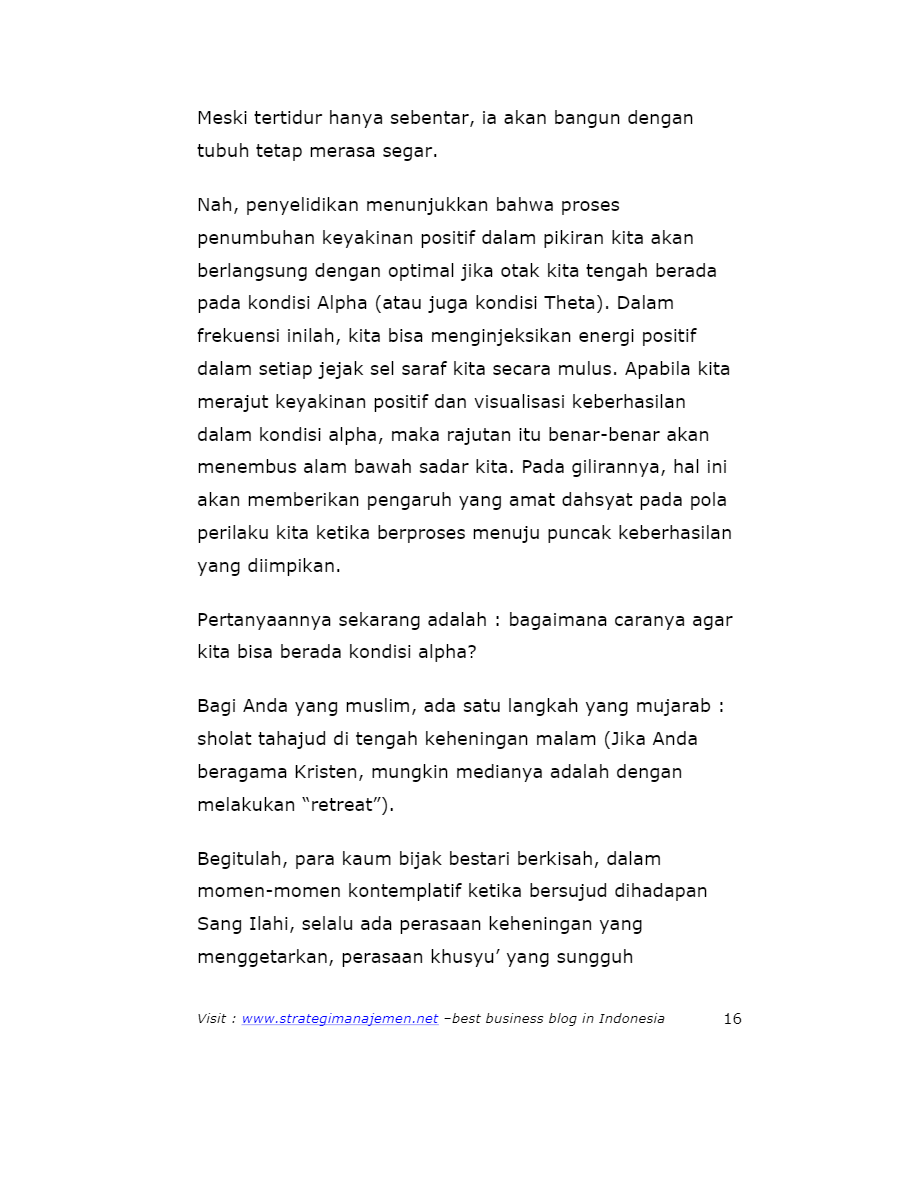 Meski tertidur hanya sebentar, ia akan bangun dengan
tubuh tetap merasa segar.
Nah, penyelidikan menunjukkan bahwa proses
penumbuhan keyakinan positif dalam pikiran kita akan
berlangsung dengan optimal jika otak kita tengah berada
pada kondisi Alpha (atau juga kondisi Theta). Dalam
frekuensi inilah, kita bisa menginjeksikan energi positif
dalam setiap jejak sel saraf kita secara mulus. Apabila kita
merajut keyakinan positif dan visualisasi keberhasilan
dalam kondisi alpha, maka rajutan itu benar-benar akan
menembus alam bawah sadar kita. Pada gilirannya, hal ini
akan memberikan pengaruh yang amat dahsyat pada pola
perilaku kita ketika berproses menuju puncak keberhasilan
yang diimpikan.
Pertanyaannya sekarang adalah : bagaimana caranya agar
kita bisa berada kondisi alpha?
Bagi Anda yang muslim, ada satu langkah yang mujarab :
sholat tahajud di tengah keheningan malam (Jika Anda
beragama Kristen, mungkin medianya adalah dengan
melakukan “retreat”).
Begitulah, para kaum bijak bestari berkisah, dalam
momen-momen kontemplatif ketika bersujud dihadapan
Sang Ilahi, selalu ada perasaan keheningan yang
menggetarkan, perasaan khusyu’ yang sungguh
Visit : www.strategimanajemen.net –best business blog in Indonesia 16